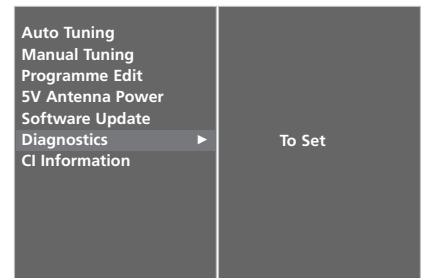 Auto Tuning
Manual Tuning
Programme Edit
5V Antenna Power
Software Update
Diagnostics ►
To Set
CI Information